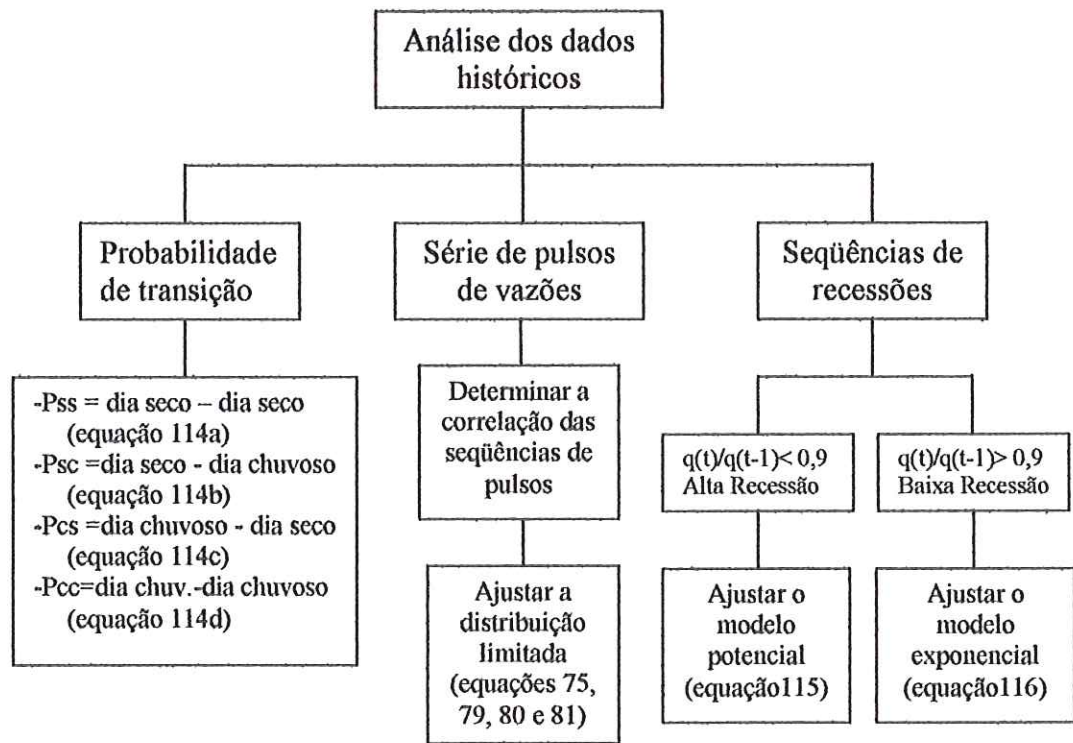 Análise dos dados
históricos
Probabilidade
de transição
-Pss = dia seco – dia seco
(equação 114a)
-Psc =dia seco - dia chuvoso
(equação 114b)
-Pcs =dia chuvoso - dia seco
(equação 114c)
-Pcc=dia chuv.-dia chuvoso
(equação 114d)
Série de pulsos
de vazões
Determinar a
correlação das
seqüências de
pulsos
Ajustar a
distribuição
limitada
(equações 75,
79, 80 e 81)
Seqüências de
recessões
q(t)/q(t-1)< 0,9
Alta Recessão
Ajustar o
modelo
potencial
(equação115)
q(t)/q(t-1)> 0,9
Baixa Recessão
Ajustar o
modelo
exponencial
(equação116)